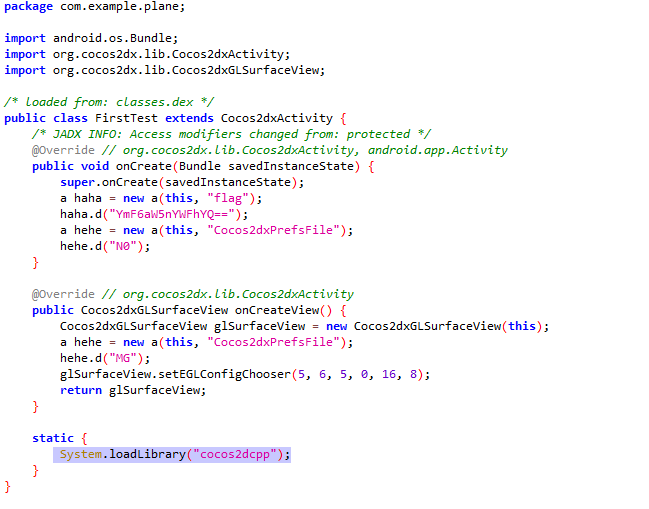 package com.example.plane;
import android.os.Bundle;
import org.cocos2dx.lib.Cocos2dxActivity;
import org.cocos2dx.lib.Cocos2dxGLSurfaceView;
/* loaded from: classes.dex */
public class FirstTest extends Cocos2dxActivity {
/* JADX INFO: Access modifiers changed from: protected */
@Override // org.cocos2dx.lib.Cocos2dxActivity, android.app.Activity
public void onCreate(Bundle savedInstanceState) {
super.onCreate(savedInstanceState);
a haha = new a(this, "flag");
haha.d("YmF6aW5nYWFhYQ==");
a hehe = new a(this, "Cocos2dxPrefsFile");
hehe.d("N0");
}
@Override // org.cocos2dx.lib.Cocos2dxActivity
public Cocos2dxGLSurfaceView onCreateView() {
Cocos2dxGLSurfaceView glSurfaceView = new Cocos2dxGLSurfaceView(this);
a hehe = new a(this, "Cocos2dxPrefsFile");
hehe.d("MG");
glSurfaceView.setEGLConfigChooser(5, 6, 5, 0, 16, 8);
return glSurfaceView;
}
static {
System.loadLibrary("cocos2dcpp");
}
}